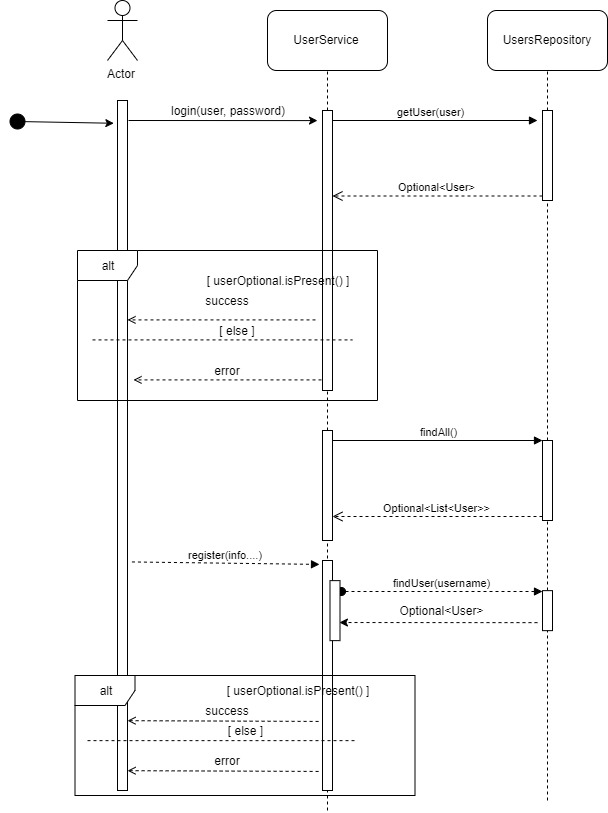 UserService
UsersRepository
Actor
login(user, password)
getUser(user)
Optional<User>
alt
[ userOptional.isPresent() ]
success
[ else ]
error
findAll()
Optional<List<User>>
register(info....)
findUser(username)
Optional<User>
alt
[ userOptional.isPresent() ]
success
[ else ]
error